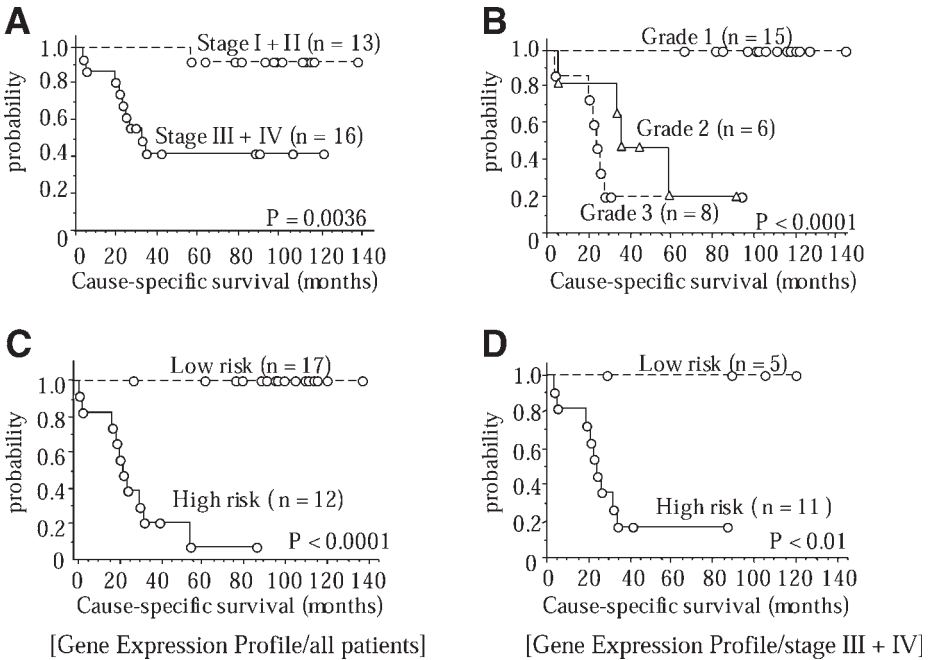 A
1.0
0.8
0.6
0.4
0.2
0
probability
Stage I + II (n = 13)
Stage III + IV (n = 16)
P = 0.0036
0 20 40 60 80 100 120 140
Cause-specific survival (months)
B
1.0
0.8
0.6
0.4
0.2
0
probability
Grade 1 (n = 15)
Grade 2 (n = 6)
Grade 3 (n = 8)
P < 0.0001
0 20 40 60 80 100 120 140
Cause-specific survival (months)
C
1.0
0.8
0.6
0.4
0.2
0
probability
Low risk (n = 17)
High risk (n = 12)
P < 0.0001
0 20 40 60 80 100 120 140
Cause-specific survival (months)
[Gene Expression Profile/all patients]
D
1.0
0.8
0.6
0.4
0.2
0
probability
Low risk (n = 5)
High risk ( n = 11)
P < 0.01
0 20 40 60 80 100 120 140
Cause-specific survival (months)
[Gene Expression Profile/stage III + IV]